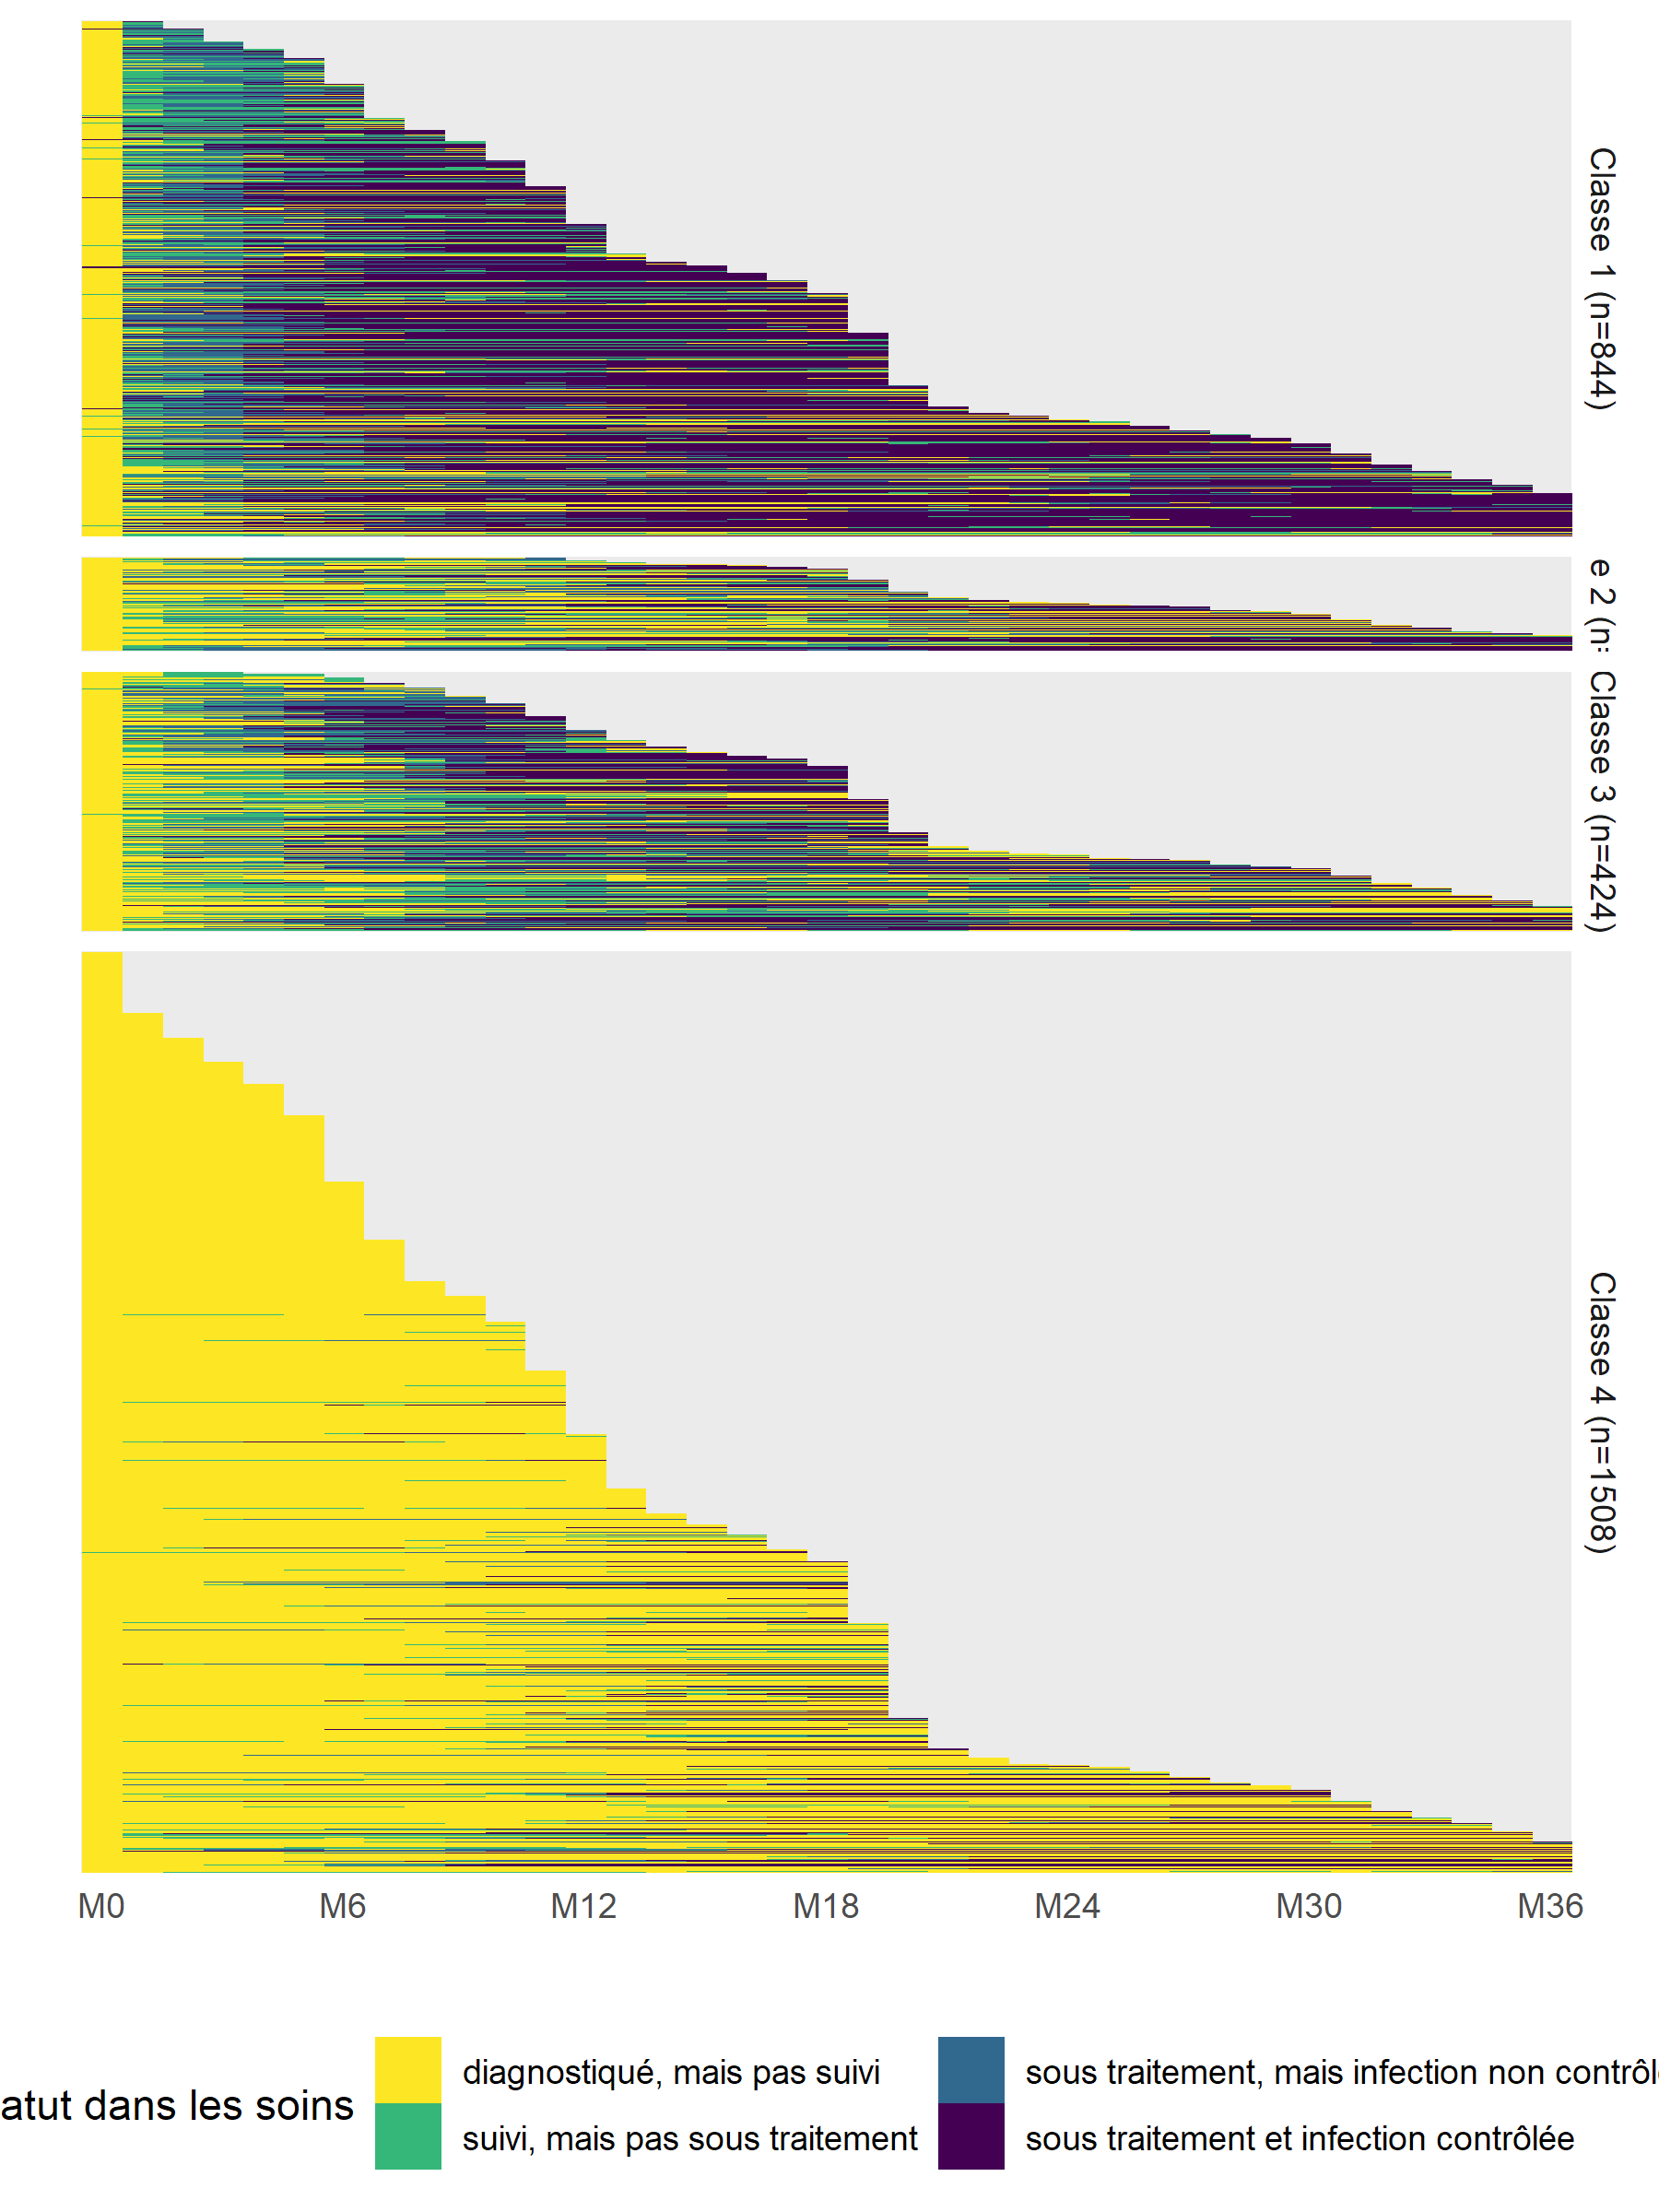 Classe 1 (n=844)
e 2 (n:
Classe 3 (n=424)
Classe 4 (n=1508)
M0 M6 M12 M18 M24 M30 M36
atut dans les soins
diagnostiqué, mais pas suivi
suivi, mais pas sous traitement
sous traitement, mais infection non contrôl
sous traitement et infection contrôlée